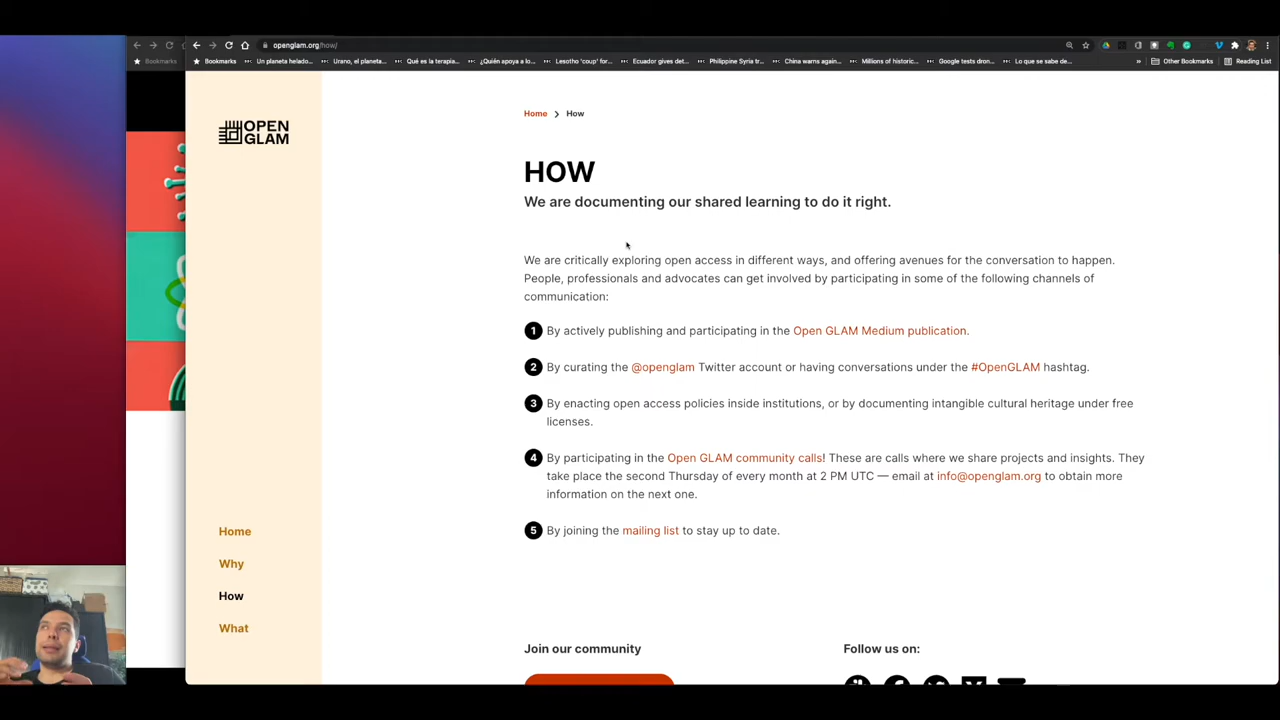 openglam.org/how/
Bookmarks
Bookmarks
Un planeta helado...
Urano, el planeta...
Qué es la terapia...
¿Quién apoya a lo...
Lesotho 'coup' for...
Ecuador gives det...
Philippine Syria tr...
China warns again...
Millions of historic...
Google tests dron...
Lo que se sabe de...
»
Other Bookmarks
Reading List
OPEN
GLAM
Home > How
HOW
We are documenting our shared learning to do it right.
We are critically exploring open access in different ways, and offering avenues for the conversation to happen.
People, professionals and advocates can get involved by participating in some of the following channels of
communication:
1 By actively publishing and participating in the Open GLAM Medium publication.
2 By curating the @openglam Twitter account or having conversations under the #OpenGLAM hashtag.
3 By enacting open access policies inside institutions, or by documenting intangible cultural heritage under free
licenses.
4 By participating in the Open GLAM community calls! These are calls where we share projects and insights. They
take place the second Thursday of every month at 2 PM UTC — email at info@openglam.org to obtain more
information on the next one.
5 By joining the mailing list to stay up to date.
Home
Why
How
What
Join our community
Follow us on: